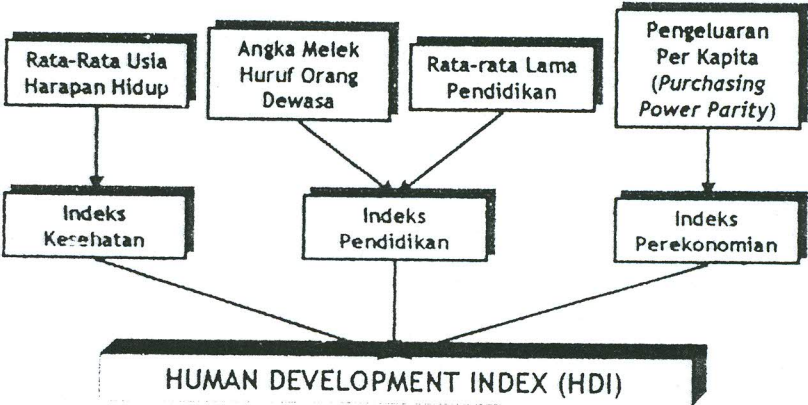 Rata-Rata Usia
Harapan Hidup
Angka Melek
Huruf Orang
Dewasa
Rata-rata Lama
Pendidikan
Pengeluaran
Per Kapita
(Purchasing
Power Parity)
Indeks
Kesehatan
Indeks
Pendidikan
Indeks
Perekonomian
HUMAN DEVELOPMENT INDEX (HDI)